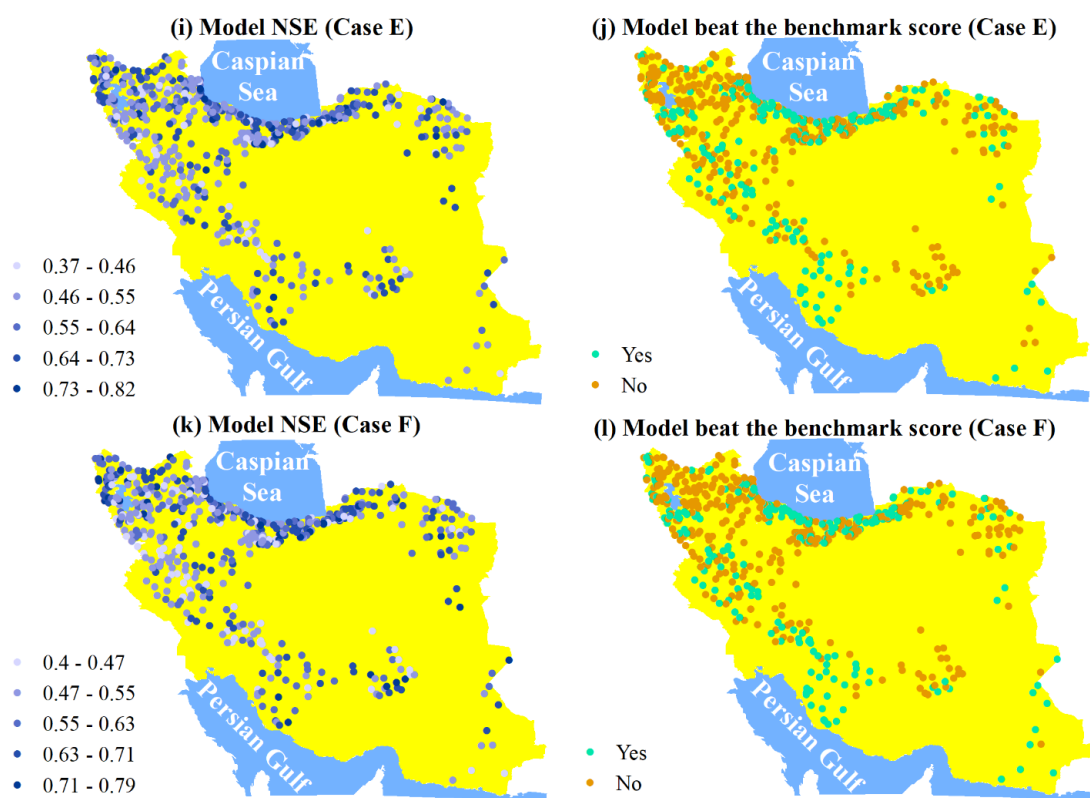 (i) Model NSE (Case E)
Caspian
Sea
Persian Gulf
0.37 - 0.46
0.46 - 0.55
0.55 - 0.64
0.64 - 0.73
0.73 - 0.82
(j) Model beat the benchmark score (Case E)
Caspian
Sea
Persian Gulf
Yes
No
(k) Model NSE (Case F)
Caspian
Sea
Persian Gulf
0.4 - 0.47
0.47 - 0.55
0.55 - 0.63
0.63 - 0.71
0.71 - 0.79
(l) Model beat the benchmark score (Case F)
Caspian
Sea
Persian Gulf
Yes
No